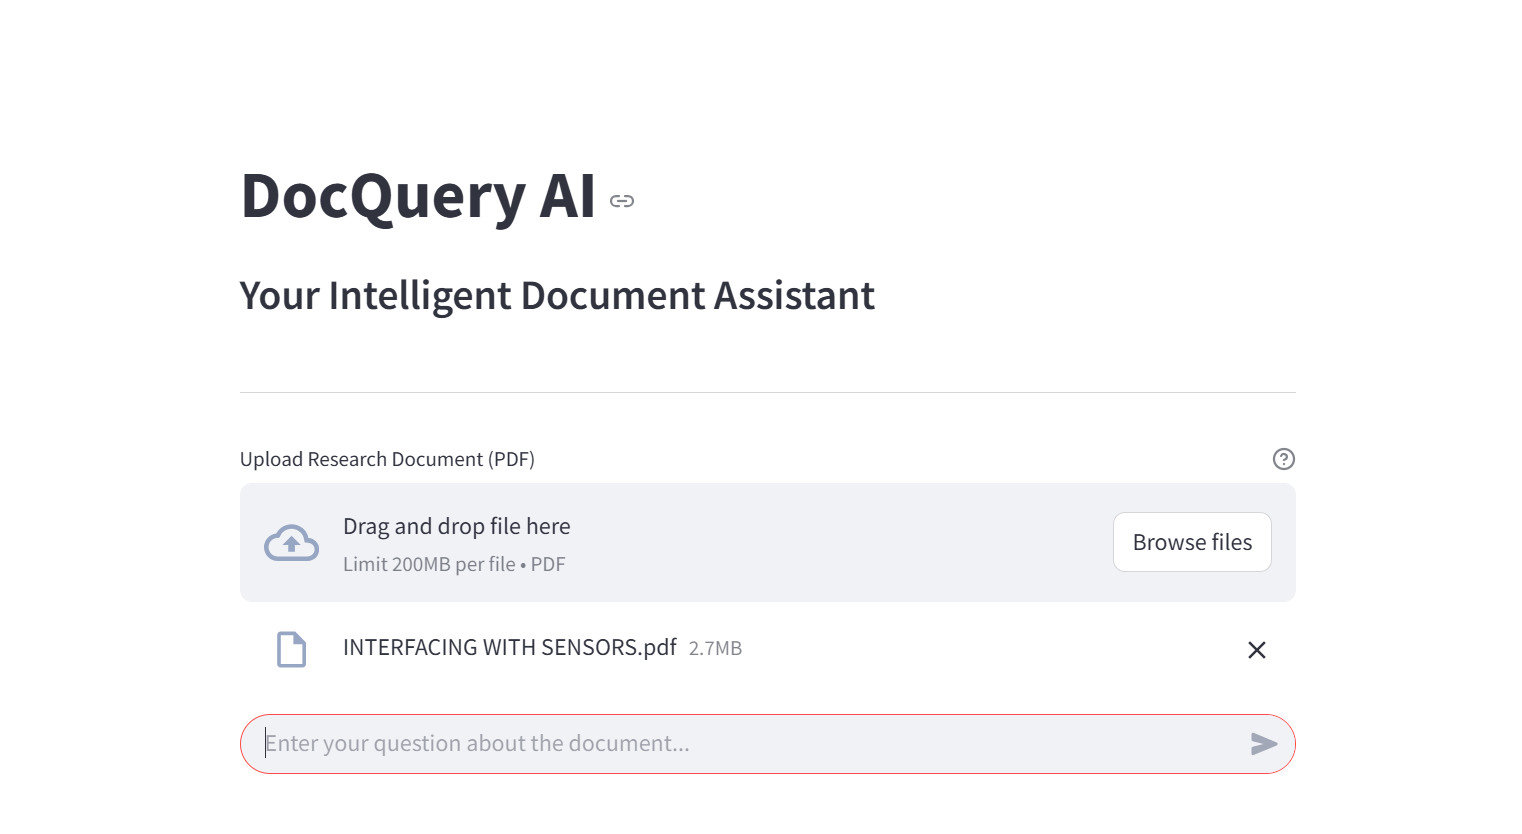 DocQuery AI
Your Intelligent Document Assistant
Upload Research Document (PDF)
Drag and drop file here
Limit 200MB per file • PDF
Browse files
INTERFACING WITH SENSORS.pdf 2.7MB
Enter your question about the document...